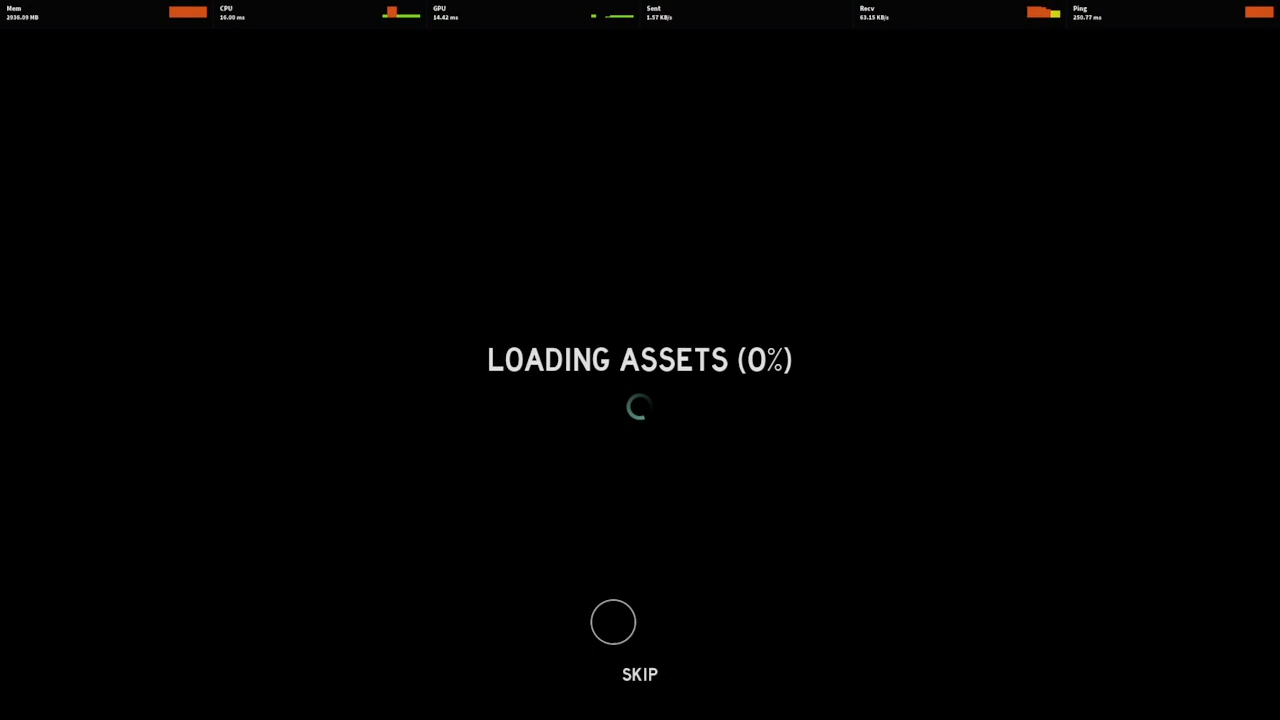 Mem
2936.09 MB
CPU
16.00 ms
GPU
14.42 ms
Sent
1.57 KB/s
Recv
63.15 KB/s
Ping
250.77 ms
LOADING ASSETS (0%)
SKIP